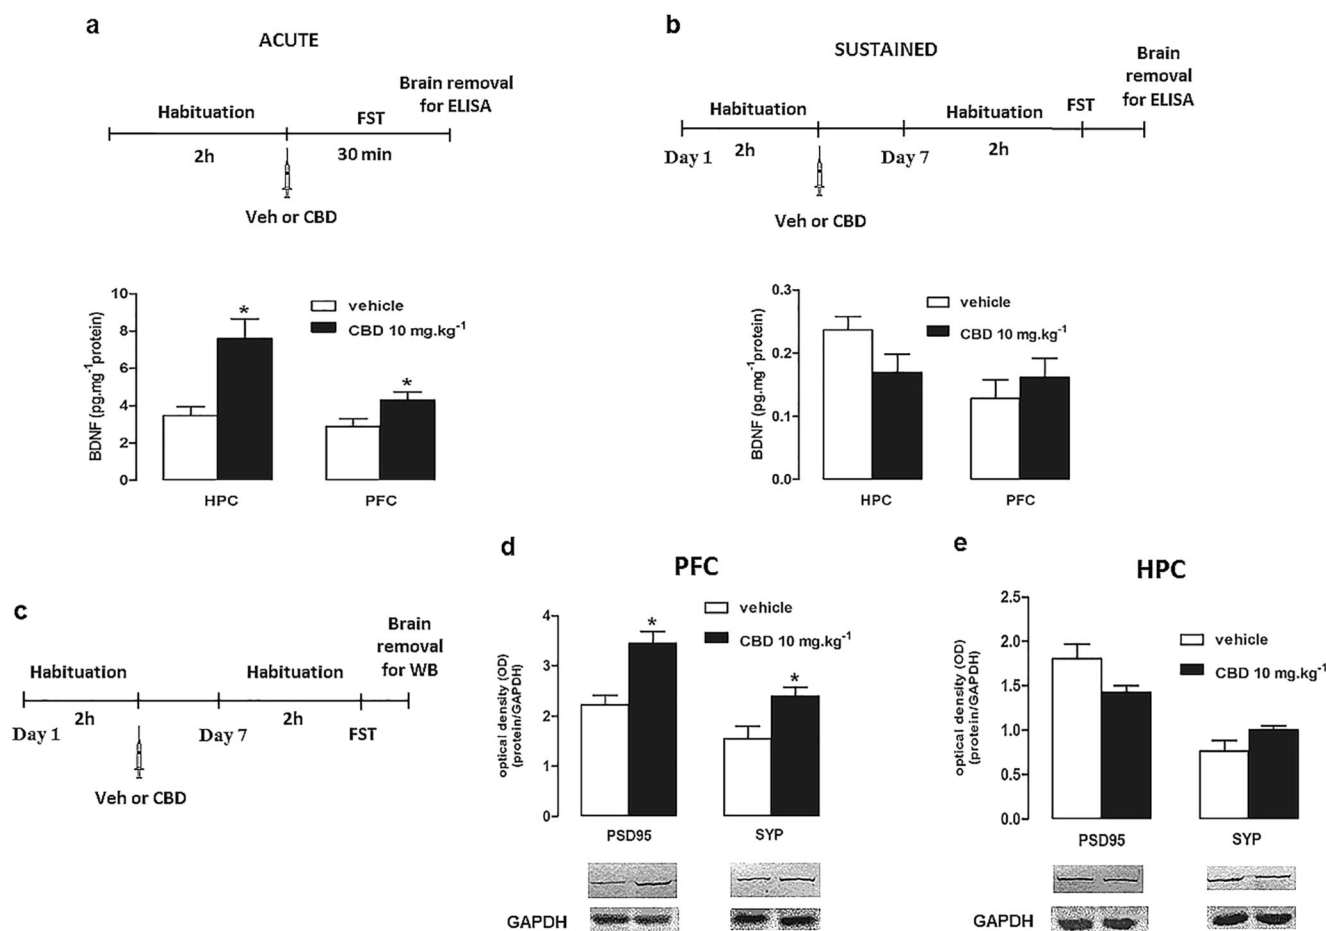 a
ACUTE
Brain removal
for ELISA
Habituation
FST
2h
30 min
Veh or CBD
BDNF (pg.mg-1protein)
10
8
6
4
2
0
*
*
vehicle
CBD 10 mg.kg-1
HPC
PFC
b
SUSTAINED
Brain
removal
for ELISA
Habituation
Habituation
FST
Day 1
2h
Day 7
2h
Veh or CBD
BDNF (pg.mg-1protein)
0.3
0.2
0.1
0.0
vehicle
CBD 10 mg.kg-1
HPC
PFC
c
Brain
removal
for WB
Habituation
Habituation
Day 1
2h
Day 7
2h
FST
Veh or CBD
d
PFC
optical density (OD)
(protein/GAPDH)
4
3
2
1
0
*
*
vehicle
CBD 10 mg.kg-1
PSD95
SYP
GAPDH
e
HPC
optical density (OD)
(protein/GAPDH)
2.5
2.0
1.5
1.0
0.5
0.0
vehicle
CBD 10 mg.kg-1
PSD95
SYP
GAPDH